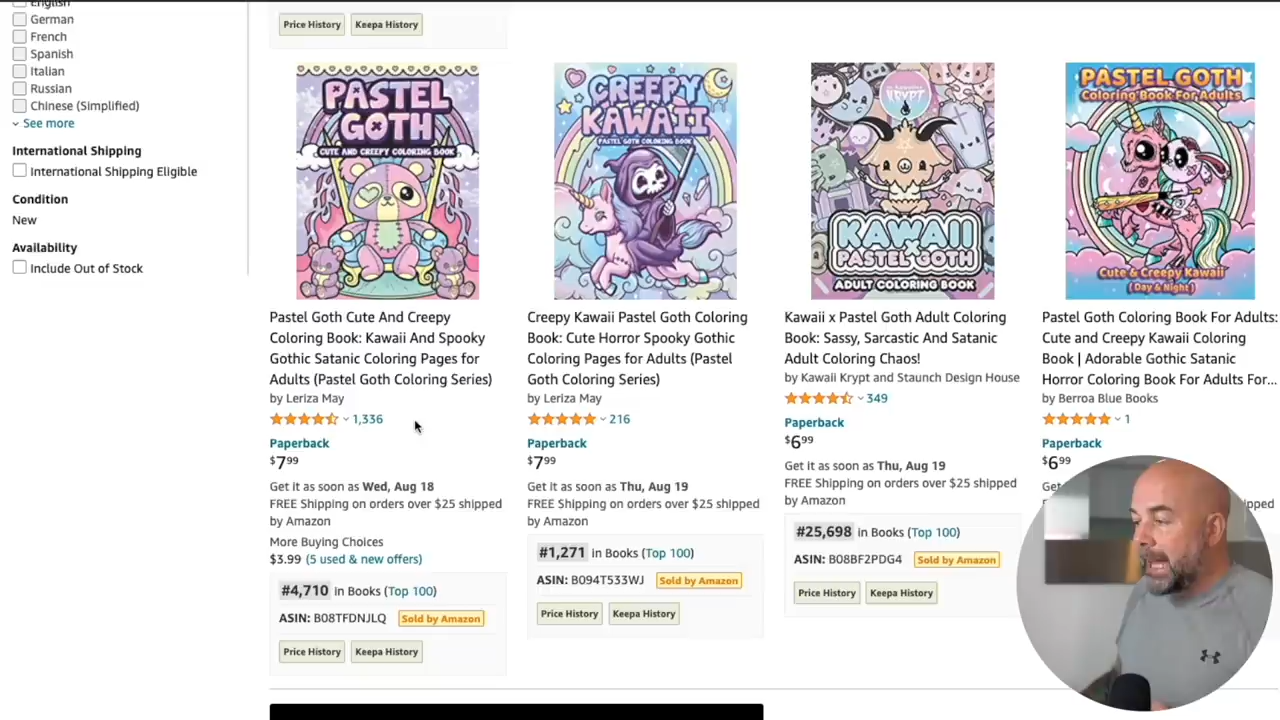 English
German
French
Spanish
Italian
Russian
Chinese (Simplified)
See more
International Shipping
International Shipping Eligible
Condition
New
Availability
Include Out of Stock
Price History
Keepa History
PASTEL
GOTH
CUTE AND CREEPY COLORING BOOK
Pastel Goth Cute And Creepy
Coloring Book: Kawaii And Spooky
Gothic Satanic Coloring Pages for
Adults (Pastel Goth Coloring Series)
by Leriza May
1,336
Paperback
$7.99
Get it as soon as Wed, Aug 18
FREE Shipping on orders over $25 shipped
by Amazon
More Buying Choices
$3.99 (5 used & new offers)
#4,710 in Books (Top 100)
ASIN: B08TFDNJLQ Sold by Amazon
Price History
Keepa History
CREEPY
KAWAII
PASTEL GOTH COLORING BOOK
Creepy Kawaii Pastel Goth Coloring
Book: Cute Horror Spooky Gothic
Coloring Pages for Adults (Pastel
Goth Coloring Series)
by Leriza May
216
Paperback
$7.99
Get it as soon as Thu, Aug 19
FREE Shipping on orders over $25 shipped
by Amazon
#1,271 in Books (Top 100)
ASIN: B094T533WJ Sold by Amazon
Price History
Keepa History
KRYPT
KAWAII
X
PASTEL GOTH
ADULT COLORING BOOK
Kawaii x Pastel Goth Adult Coloring
Book: Sassy, Sarcastic And Satanic
Adult Coloring Chaos!
by Kawaii Krypt and Staunch Design House
349
Paperback
$6.99
Get it as soon as Thu, Aug 19
FREE Shipping on orders over $25 shipped
by Amazon
#25,698 in Books (Top 100)
ASIN: B08BF2PDG4 Sold by Amazon
Price History
Keepa History
PASTEL GOTH
Coloring Book For Adults
Cute & Creepy Kawaii
(Day & Night)
Pastel Goth Coloring Book For Adults:
Cute and Creepy Kawaii Coloring
Book | Adorable Gothic Satanic
Horror Coloring Book For Adults For...
by Berroa Blue Books
1
Paperback
$6.99
Get